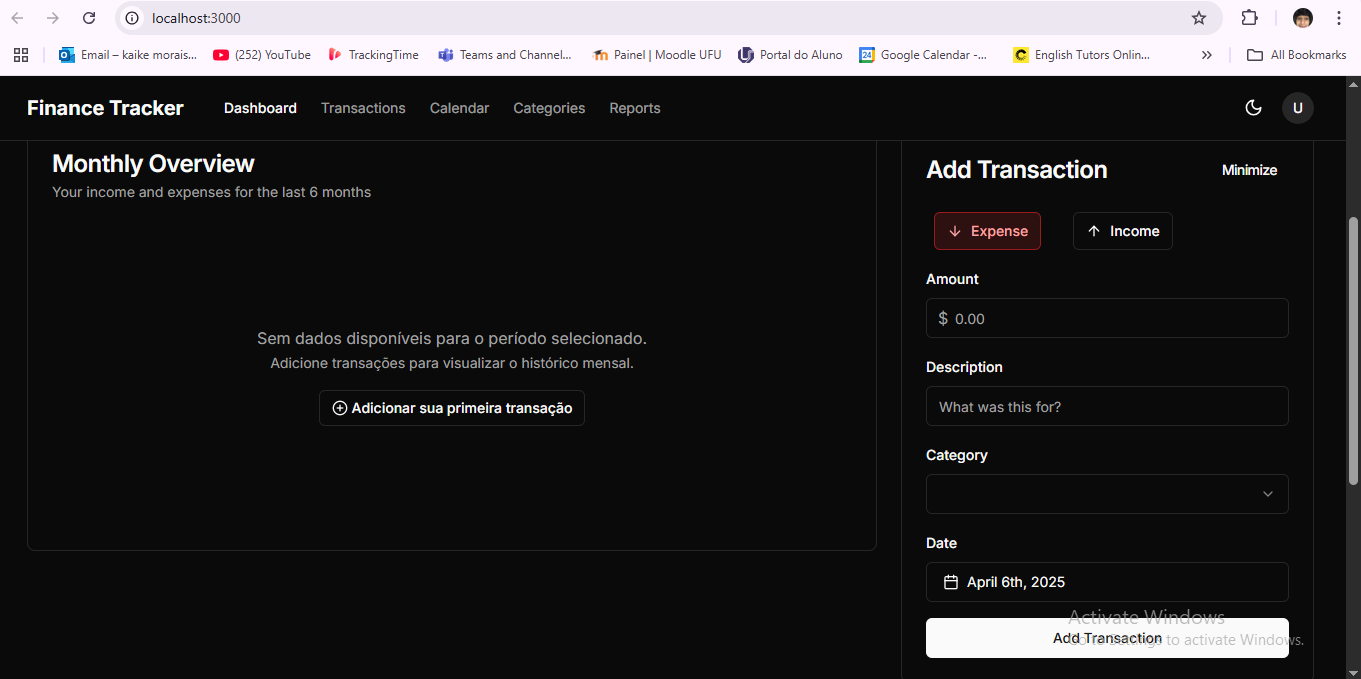 localhost:3000
Email – kaike morais...
(252) YouTube
TrackingTime
Teams and Channel...
Painel | Moodle UFU
Portal do Aluno
24
Google Calendar -...
English Tutors Onlin...
All Bookmarks
Finance Tracker
Dashboard
Transactions
Calendar
Categories
Reports
U
Monthly Overview
Your income and expenses for the last 6 months
Sem dados disponíveis para o período selecionado.
Adicione transações para visualizar o histórico mensal.
Adicionar sua primeira transação
Add Transaction
Minimize
Expense
Income
Amount
$ 0.00
Description
What was this for?
Category
Date
April 6th, 2025
Activate Windows
Add Transaction
Go to Settings to activate Windows.